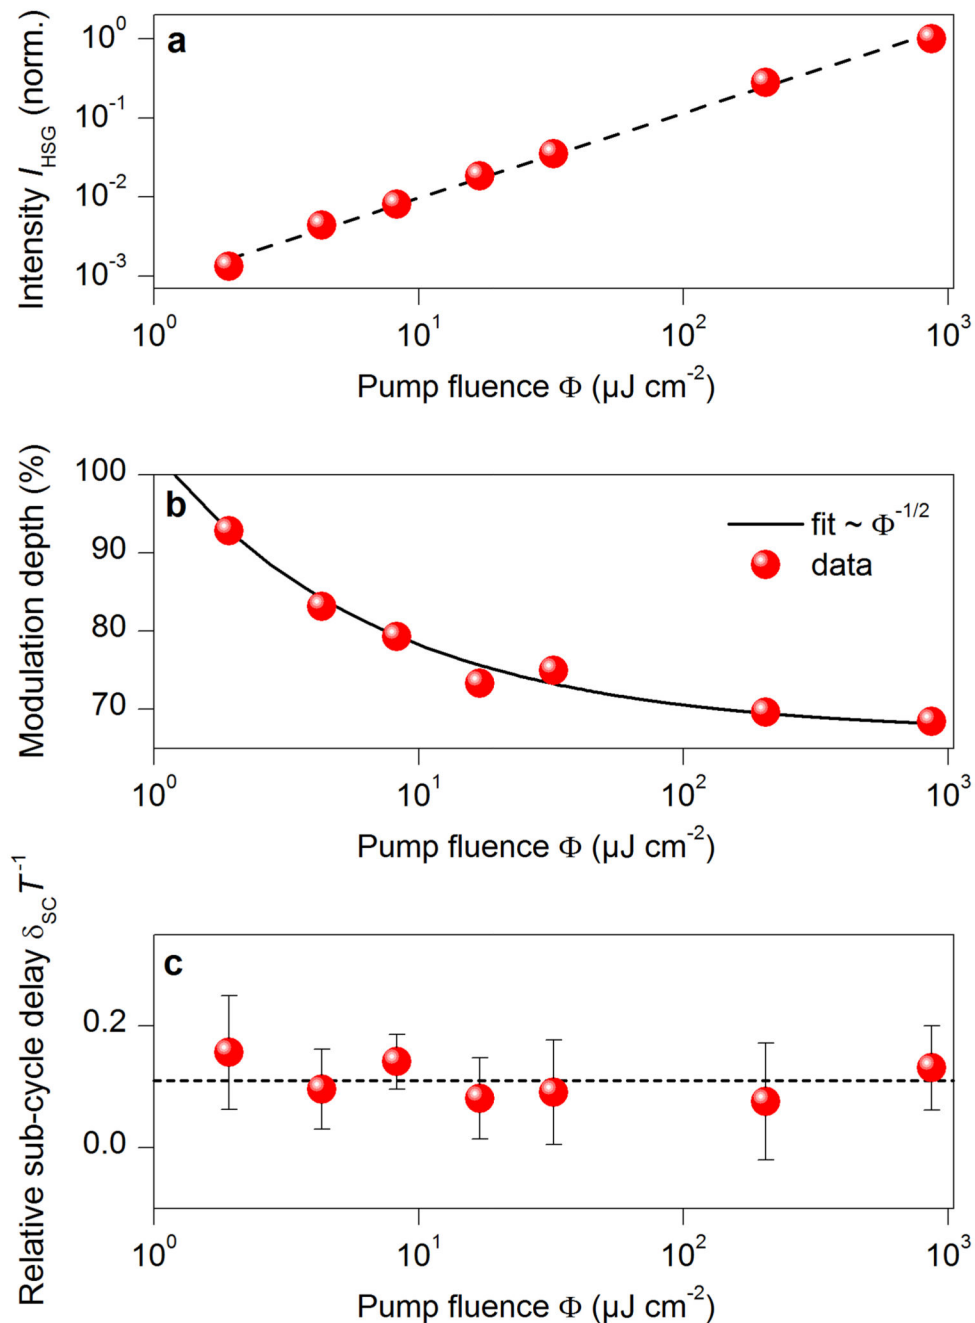 Intensity I_HSG (norm.)
a
10^0
10^-1
10^-2
10^-3
10^0 10^1 10^2 10^3
Pump fluence Φ (µJ cm^-2)
Modulation depth (%)
b
100
90
80
70
fit ~ Φ^-1/2
data
10^0 10^1 10^2 10^3
Pump fluence Φ (µJ cm^-2)
Relative sub-cycle delay δ_SC T^-1
c
0.2
0.0
10^0 10^1 10^2 10^3
Pump fluence Φ (µJ cm^-2)